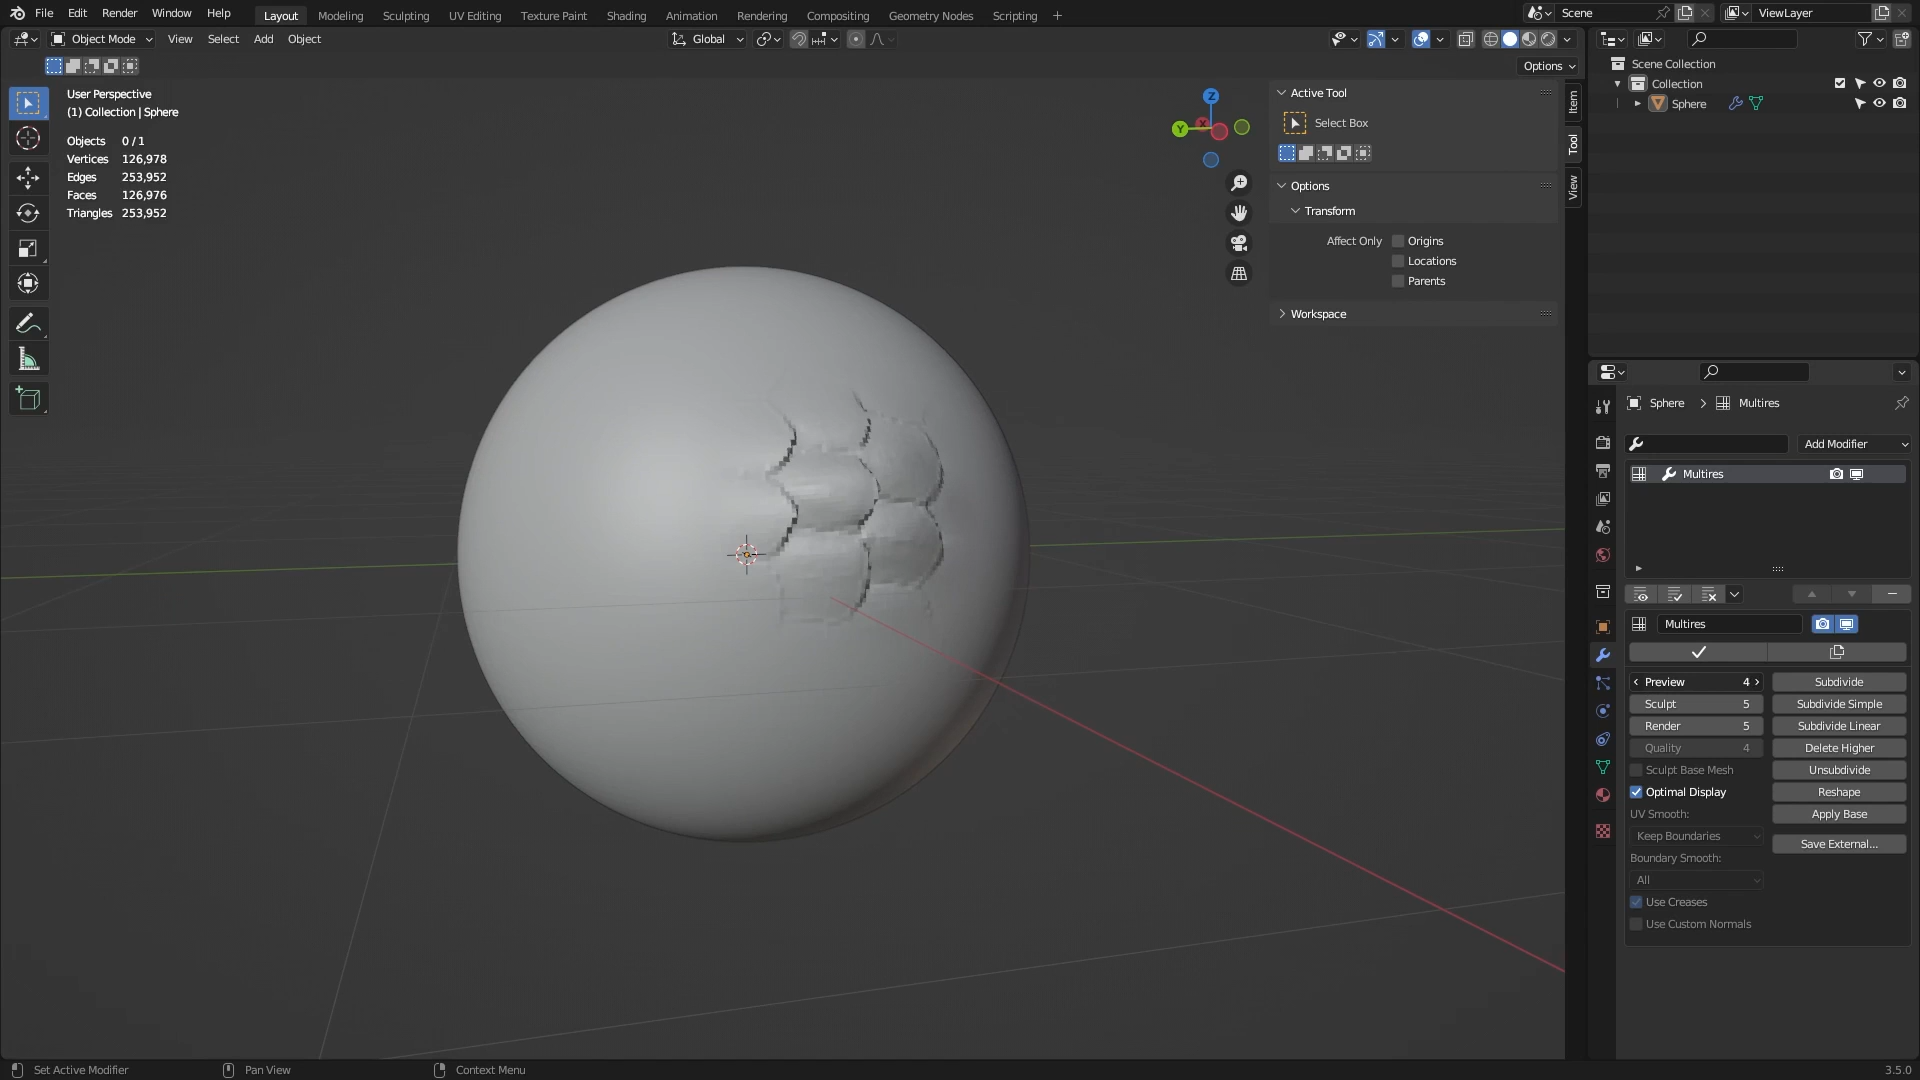 File Edit Render Window Help Layout Modeling Sculpting UV Editing Texture Paint Shading Animation Rendering Compositing Geometry Nodes Scripting + Scene ViewLayer
Object Mode View Select Add Object Global
Options
User Perspective
(1) Collection | Sphere
Objects 0 / 1
Vertices 126,978
Edges 253,952
Faces 126,976
Triangles 253,952
Z
Y
X
Active Tool
Select Box
Options
Transform
Affect Only Origins
Locations
Parents
Workspace
Item
Tool
View
Scene Collection
Collection
Sphere
Sphere > Multires
Add Modifier
Multires
Multires
Preview 4 Subdivide
Sculpt 5 Subdivide Simple
Render 5 Subdivide Linear
Quality 4 Delete Higher
Sculpt Base Mesh Unsubdivide
Optimal Display Reshape
UV Smooth: Apply Base
Keep Boundaries
Save External...
Boundary Smooth:
All
Use Creases
Use Custom Normals
Set Active Modifier Pan View Context Menu 3.5.0